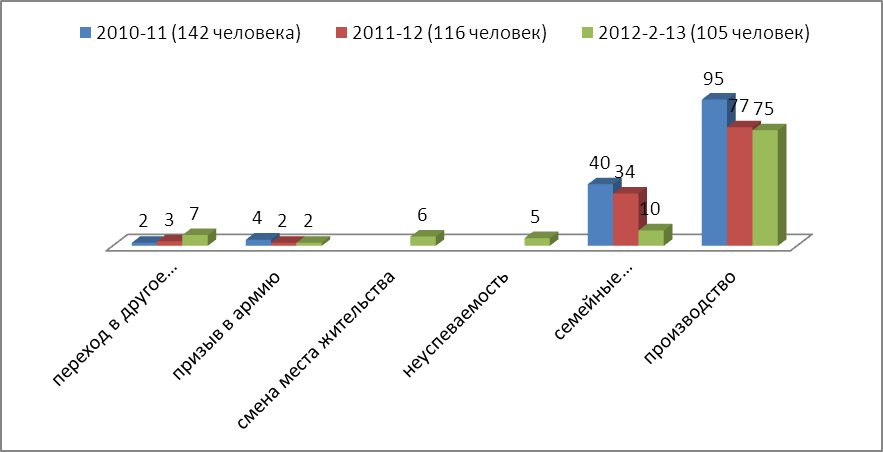 2010-11 (142 человека) 2011-12 (116 человек) 2012-2-13 (105 человек)
2 3 7 4 2 2 6 5 40 34 10 95 77 75
переход в другое...
призыв в армию
смена места жительства
неуспеваемость
семейные...
производство